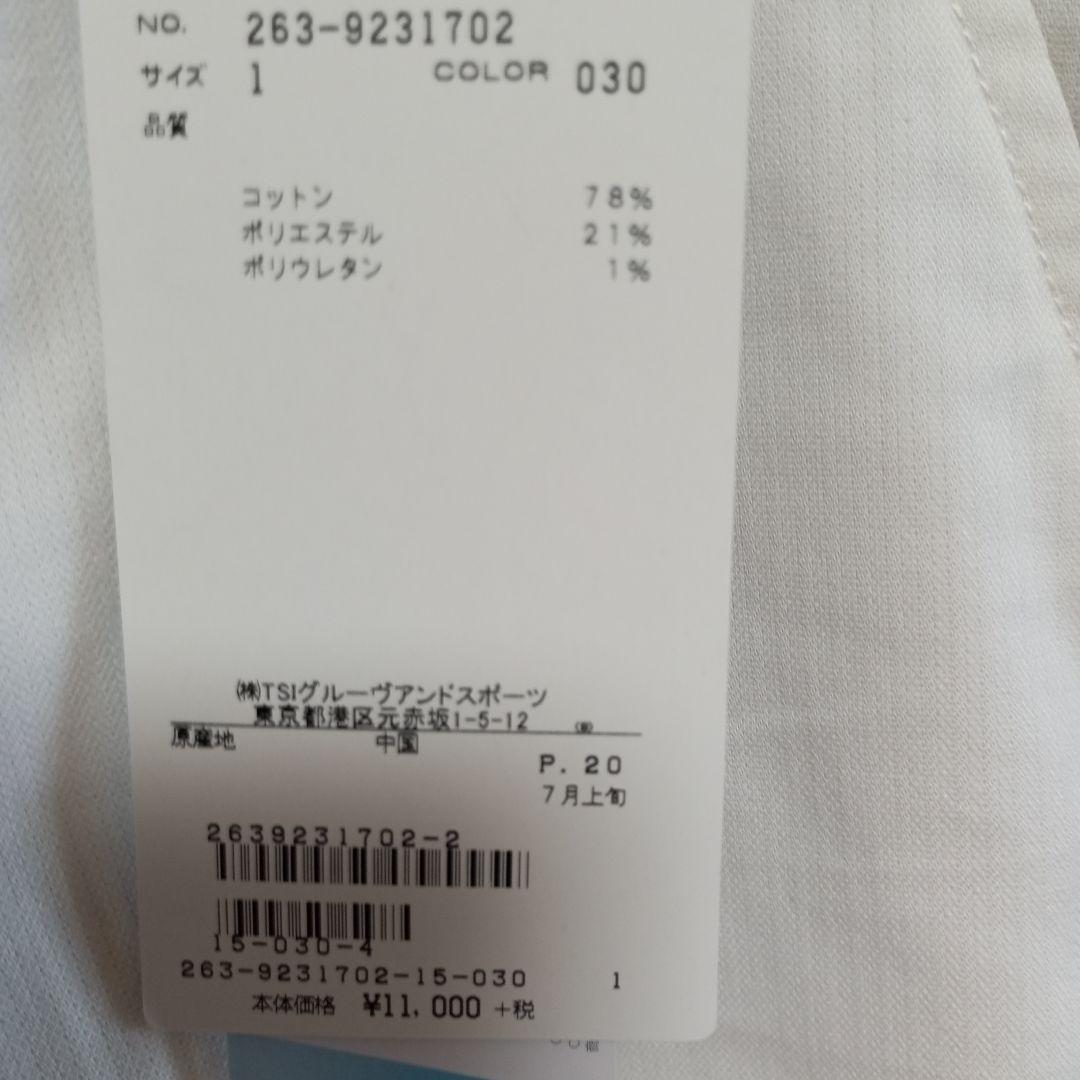 NO. 263-9231702
サイズ 1 COLOR 030
品質
コットン 78%
ポリエステル 21%
ポリウレタン 1%
㈱TSIグルーヴアンドスポーツ
東京都港区元赤坂1-5-12
原産地 中国
P. 20
7月上旬
2639231702-2
15-030-4
263-9231702-15-030 1
本体価格 ¥11,000 +税